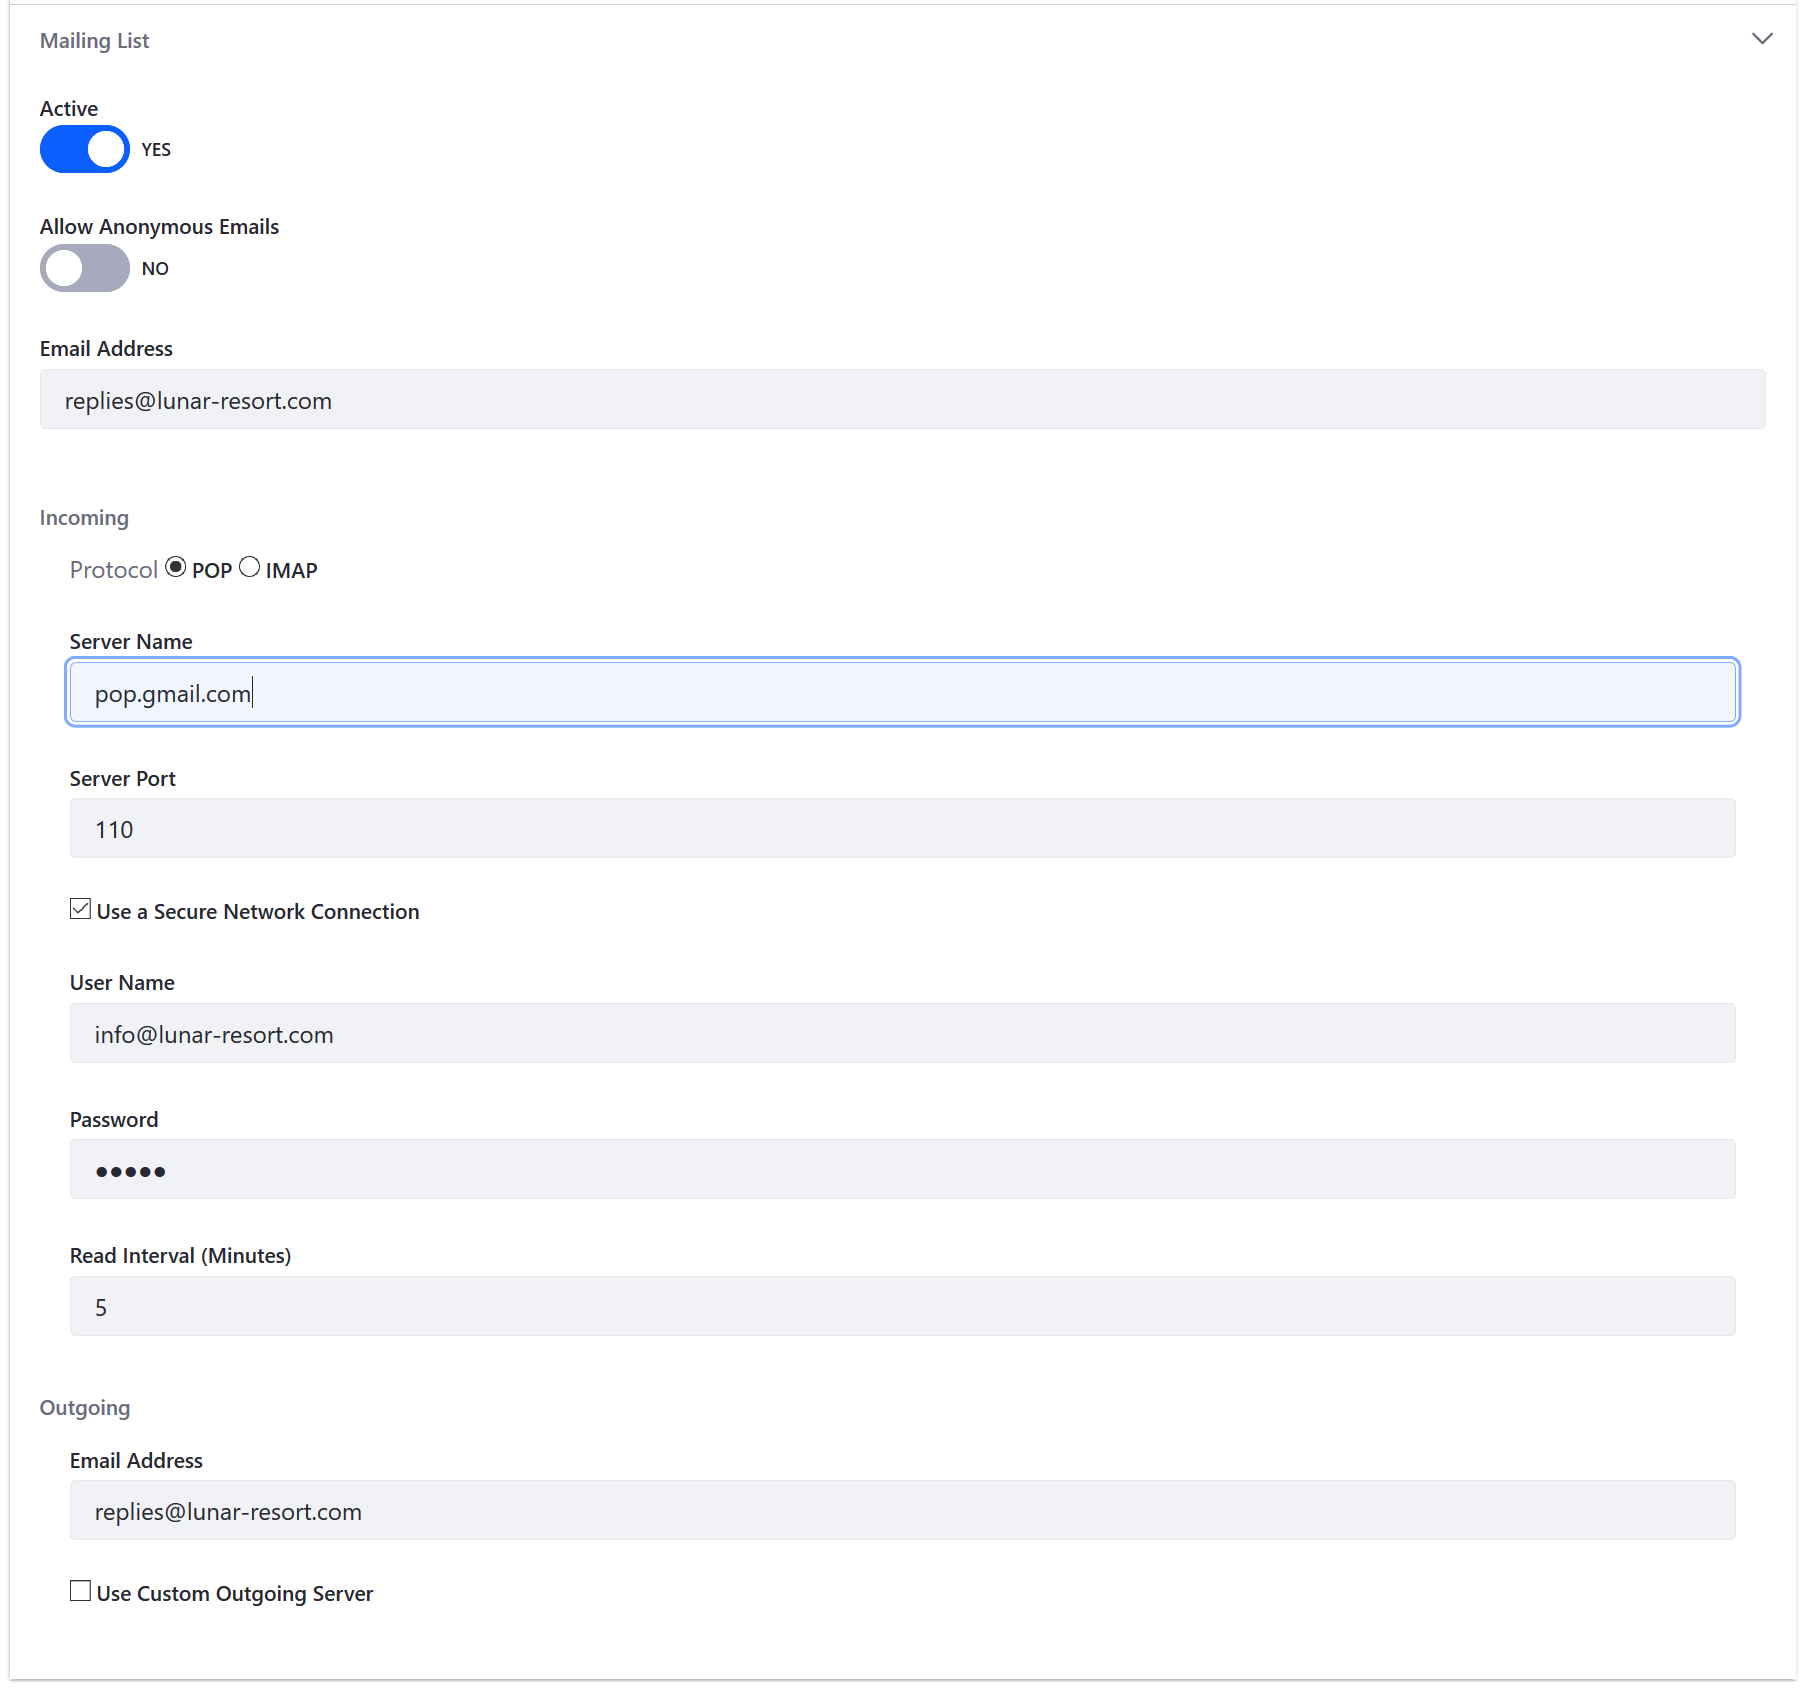 Mailing List
Active
YES
Allow Anonymous Emails
NO
Email Address
replies@lunar-resort.com
Incoming
Protocol POP IMAP
Server Name
pop.gmail.com
Server Port
110
Use a Secure Network Connection
User Name
info@lunar-resort.com
Password
•••••
Read Interval (Minutes)
5
Outgoing
Email Address
replies@lunar-resort.com
Use Custom Outgoing Server